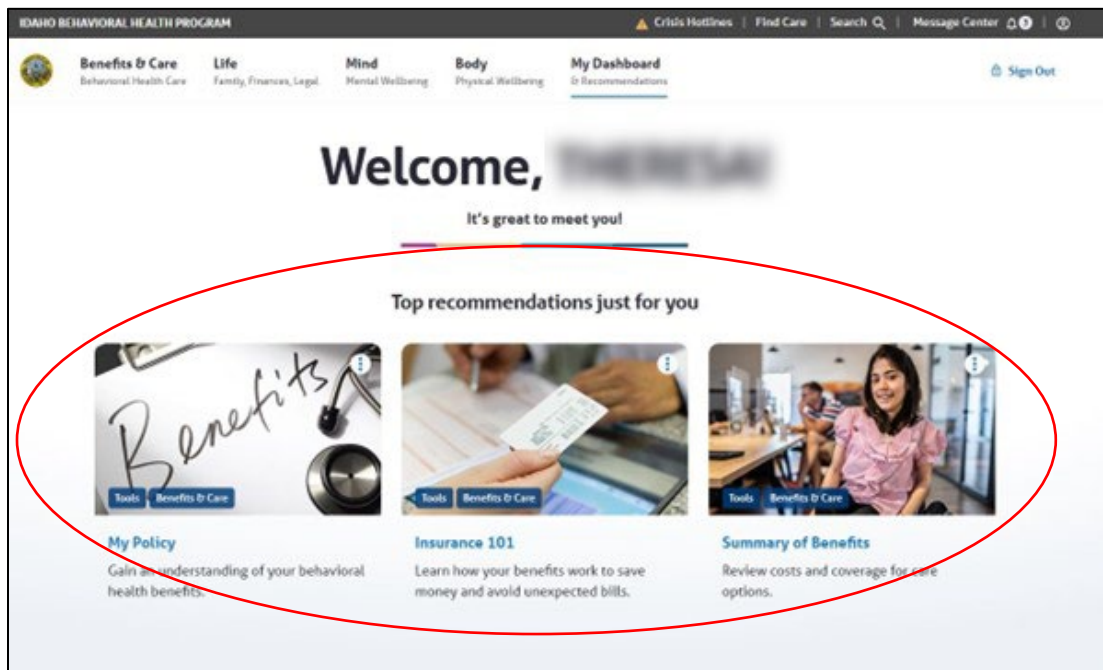 IDAHO BEHAVIORAL HEALTH PROGRAM
Crisis Hotlines | Find Care | Search | Message Center 3
Benefits & Care
Behavioral Health Care
Life
Family, Finances, Legal
Mind
Mental Wellbeing
Body
Physical Wellbeing
My Dashboard
& Recommendations
Sign Out
Welcome,
It's great to meet you!
Top recommendations just for you
Benefits
Tools
Benefits & Care
Tools
Benefits & Care
Tools
Benefits & Care
My Policy
Gain an understanding of your behavioral
health benefits.
Insurance 101
Learn how your benefits work to save
money and avoid unexpected bills.
Summary of Benefits
Review costs and coverage for care
options.